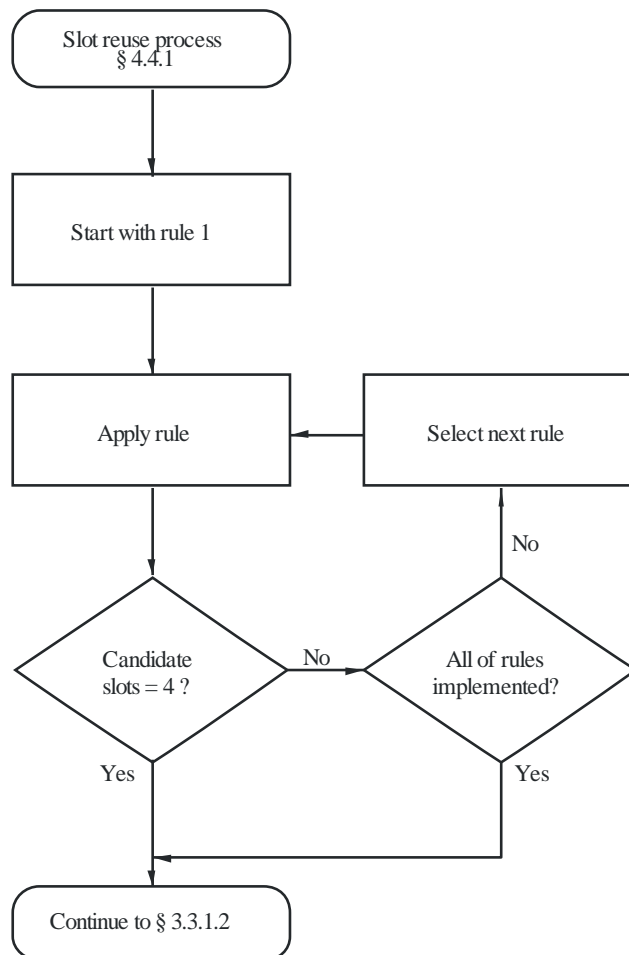 Slot reuse process
§ 4.4.1
Start with rule 1
Apply rule
Select next rule
No
Candidate
slots = 4 ?
No
All of rules
implemented?
Yes
Yes
Continue to § 3.3.1.2